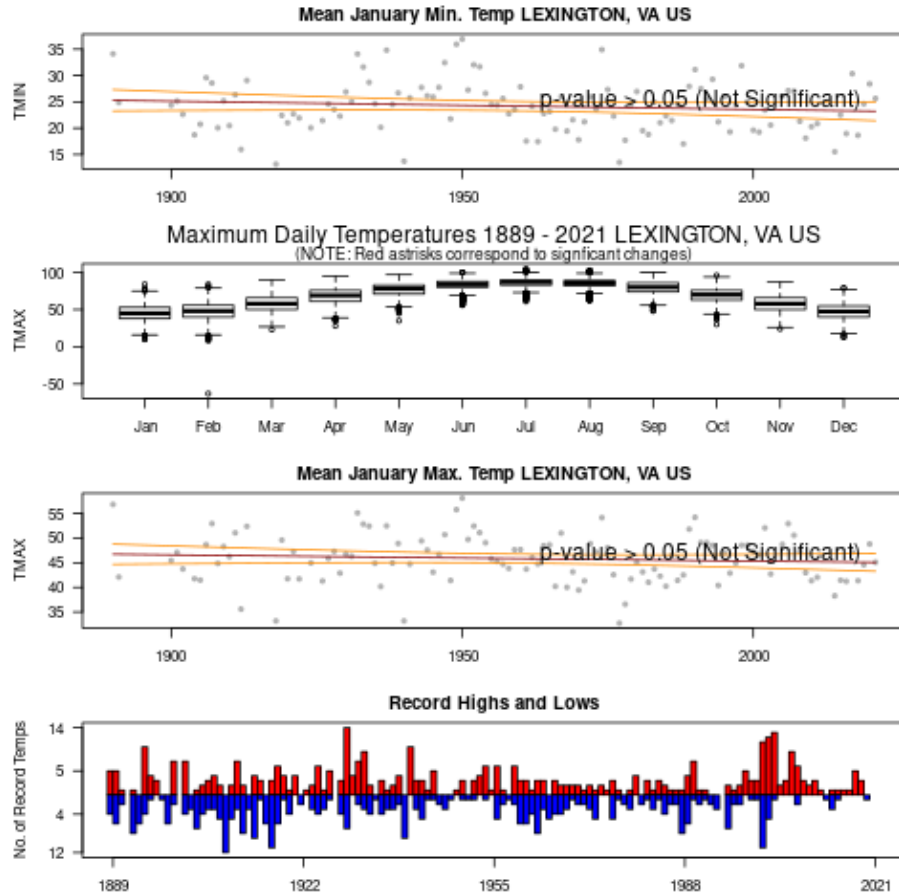 Mean January Min. Temp LEXINGTON, VA US
TMIN
35
30
25
20
15
p-value > 0.05 (Not Significant)
1900
1950
2000
Maximum Daily Temperatures 1889 - 2021 LEXINGTON, VA US
(NOTE: Red astrisks correspond to signficant changes)
TMAX
100
50
0
-50
Jan Feb Mar Apr May Jun Jul Aug Sep Oct Nov Dec
Mean January Max. Temp LEXINGTON, VA US
TMAX
55
50
45
40
35
p-value > 0.05 (Not Significant)
1900
1950
2000
Record Highs and Lows
No. of Record Temps
14
5
4
12
1889
1922
1955
1988
2021